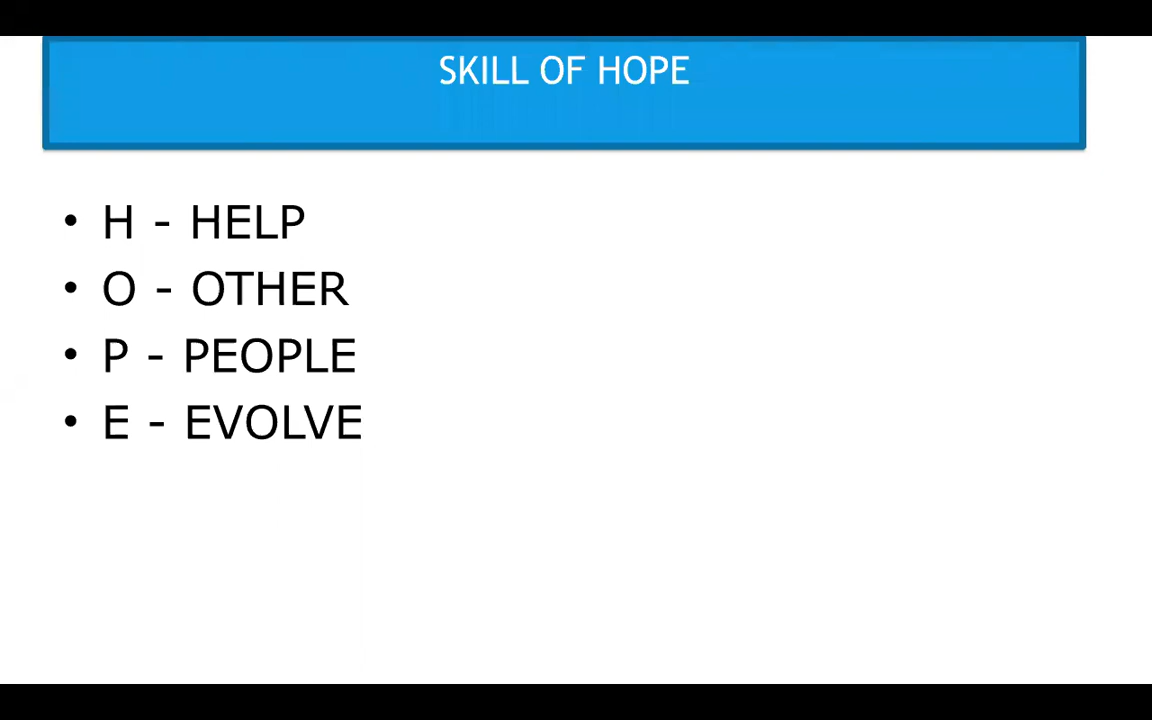 SKILL OF HOPE
• H - HELP
• O - OTHER
• P - PEOPLE
• E - EVOLVE